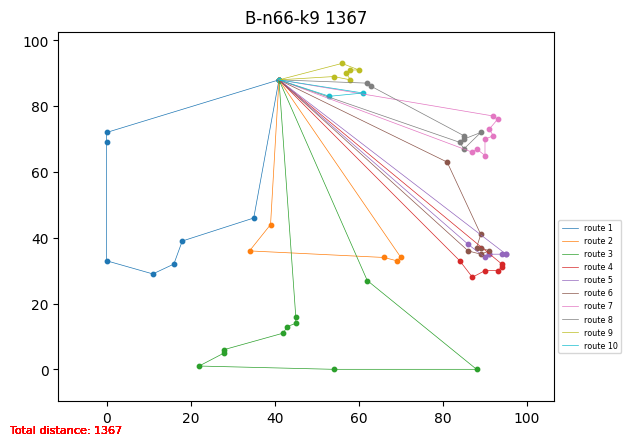 B-n66-k9 1367
100
80
60
40
20
0
0 20 40 60 80 100
route 1
route 2
route 3
route 4
route 5
route 6
route 7
route 8
route 9
route 10
Total distance: 1367